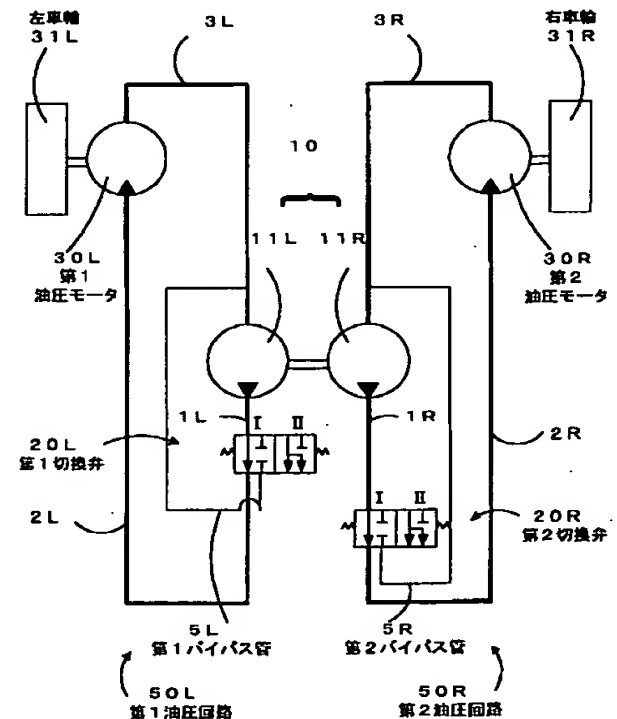 左車輪
31L
3L
3R
右車輪
31R
10
30L
第1
油圧モータ
11L
11R
30R
第2
油圧モータ
1L
I
II
1R
20L
第1切換弁
2R
I
II
2L
20R
第2切換弁
5L
第1バイパス管
5R
第2バイパス管
50L
第1油圧回路
50R
第2油圧回路